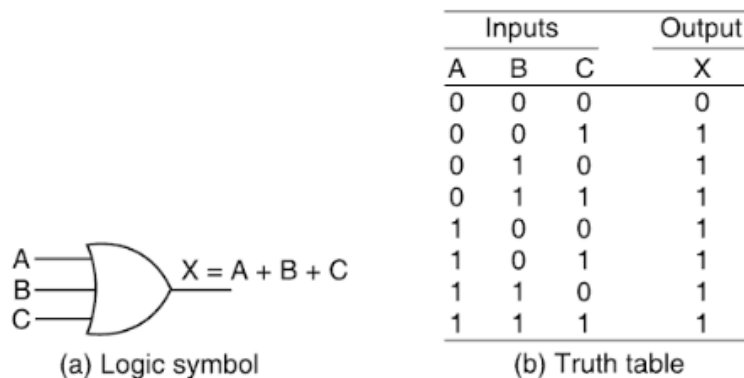 A
B
C
X = A + B + C
(a) Logic symbol
Inputs Output
A B C X
0 0 0 0
0 0 1 1
0 1 0 1
0 1 1 1
1 0 0 1
1 0 1 1
1 1 0 1
1 1 1 1
(b) Truth table